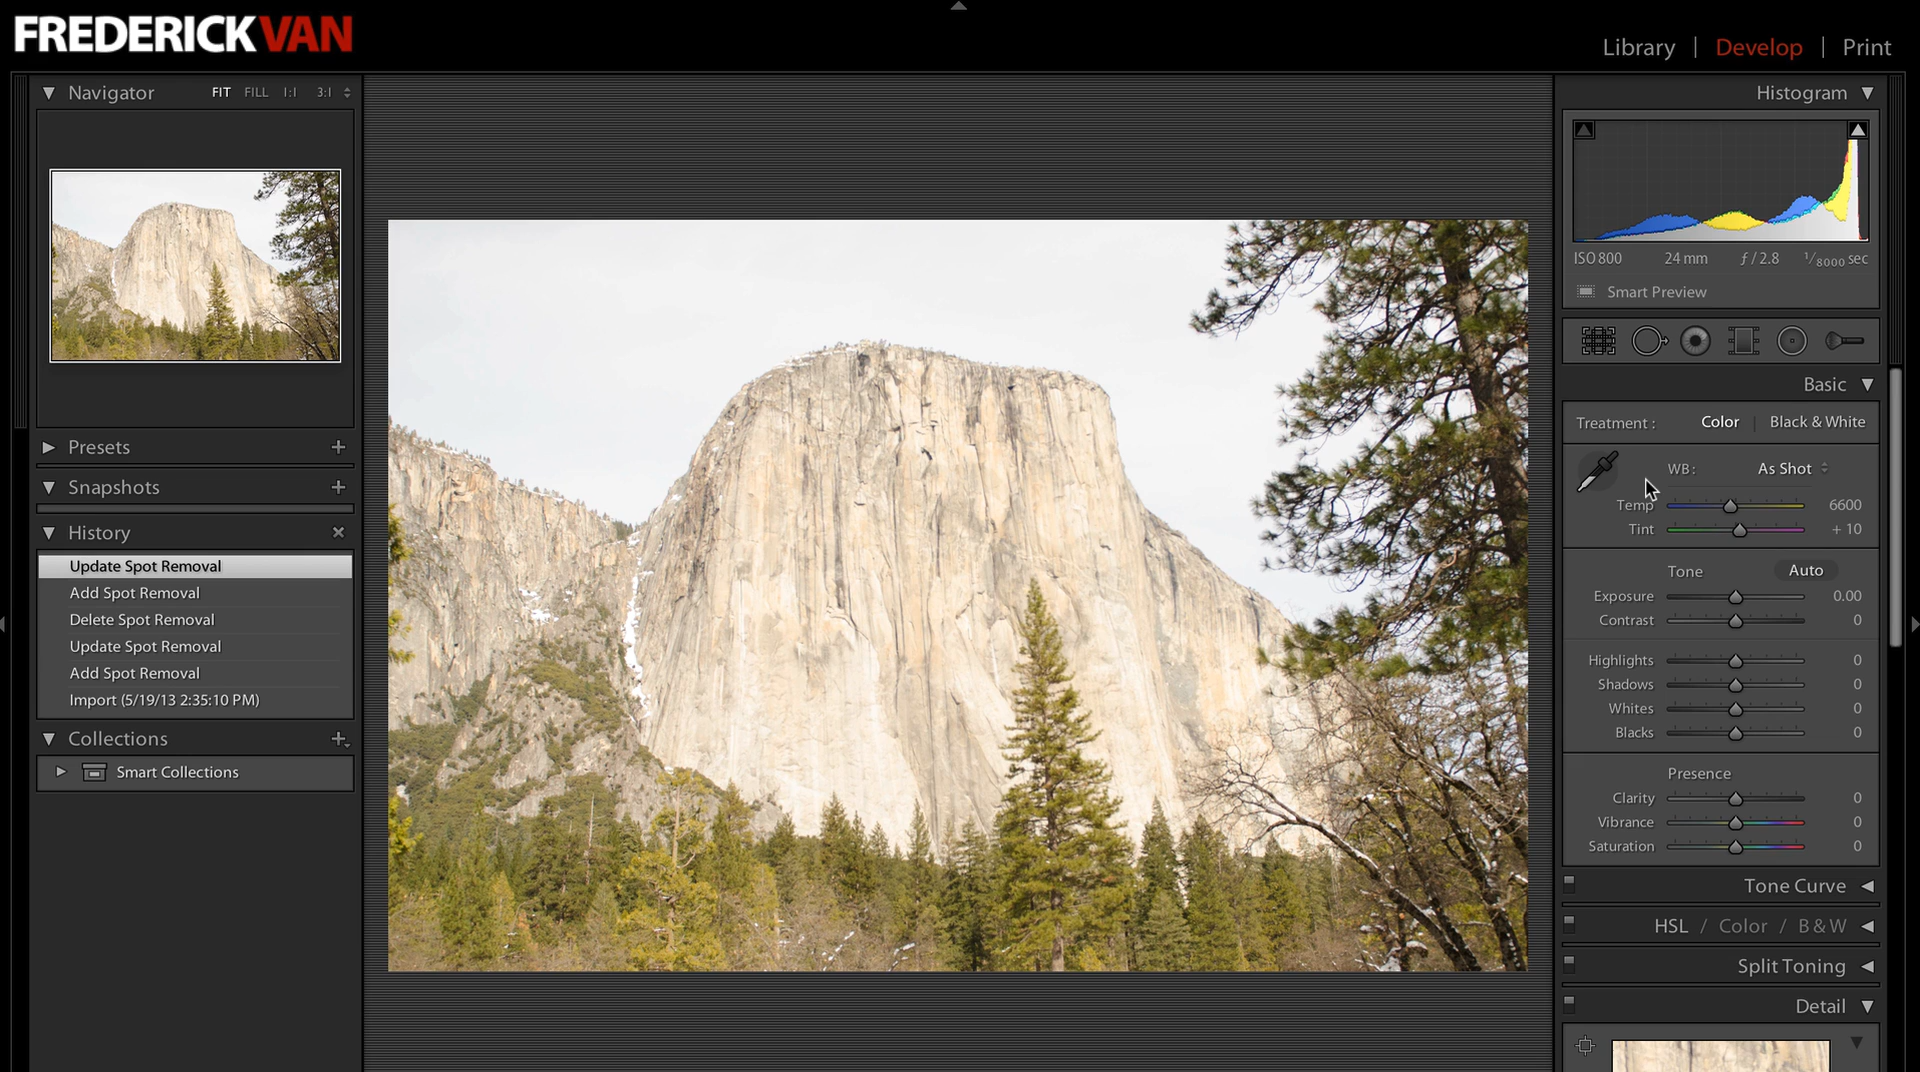 FREDERICKVAN
Library | Develop | Print
Navigator FIT FILL 1:1 3:1
Presets
Snapshots
History
Update Spot Removal
Add Spot Removal
Delete Spot Removal
Update Spot Removal
Add Spot Removal
Import (5/19/13 2:35:10 PM)
Collections
Smart Collections
Histogram
ISO 800 24 mm ƒ / 2.8 1/8000 sec
Smart Preview
Basic
Treatment : Color | Black & White
WB: As Shot
Temp 6600
Tint + 10
Tone Auto
Exposure 0.00
Contrast 0
Highlights 0
Shadows 0
Whites 0
Blacks 0
Presence
Clarity 0
Vibrance 0
Saturation 0
Tone Curve
HSL / Color / B & W
Split Toning
Detail